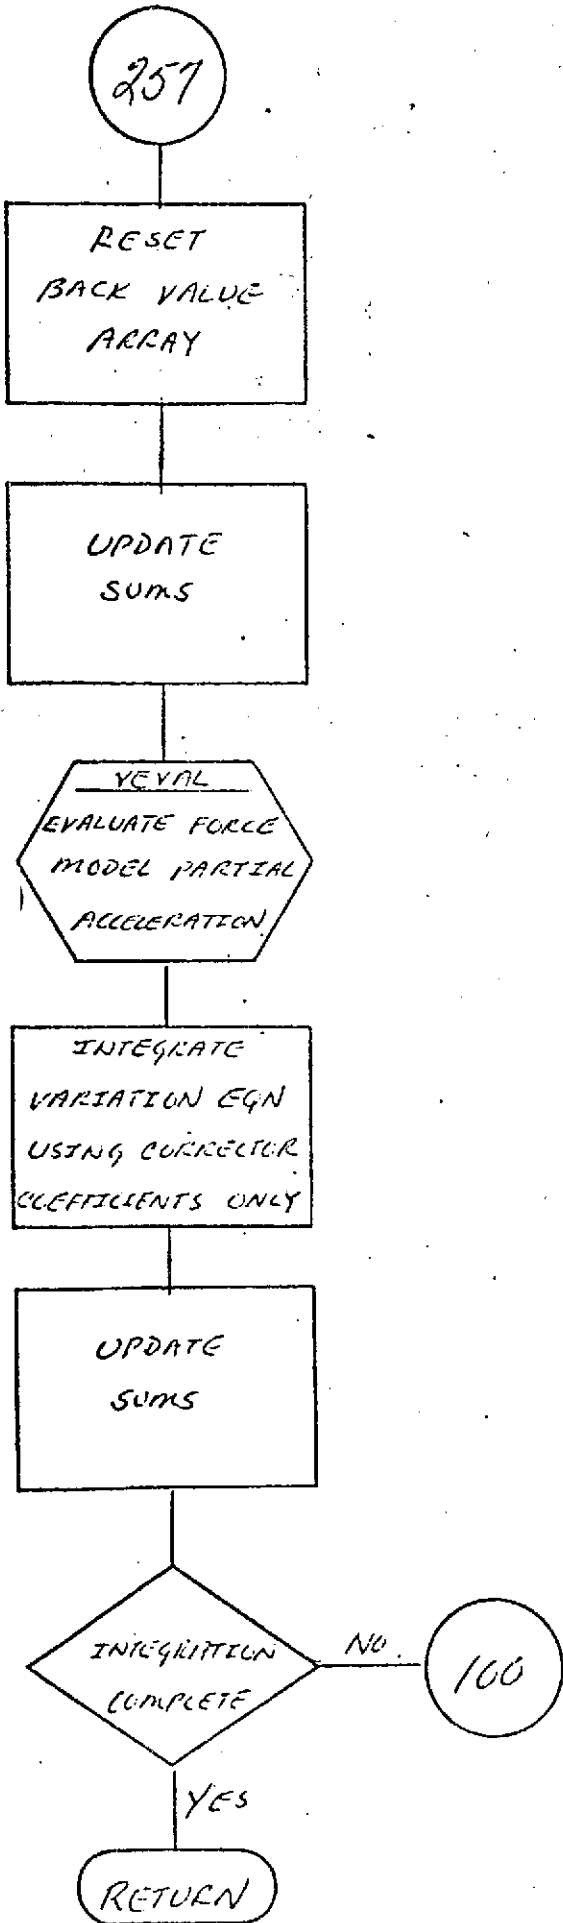 257
RESET
BACK VALUE
ARRAY
UPDATE
SUMS
VEVAL
EVALUATE FORCE
MODEL PARTIAL
ACCELERATION
INTEGRATE
VARIATION EQN
USING CORRECTOR
COEFFICIENTS ONLY
UPDATE
SUMS
INTEGRATION
COMPLETE
NO.
100
YES
RETURN